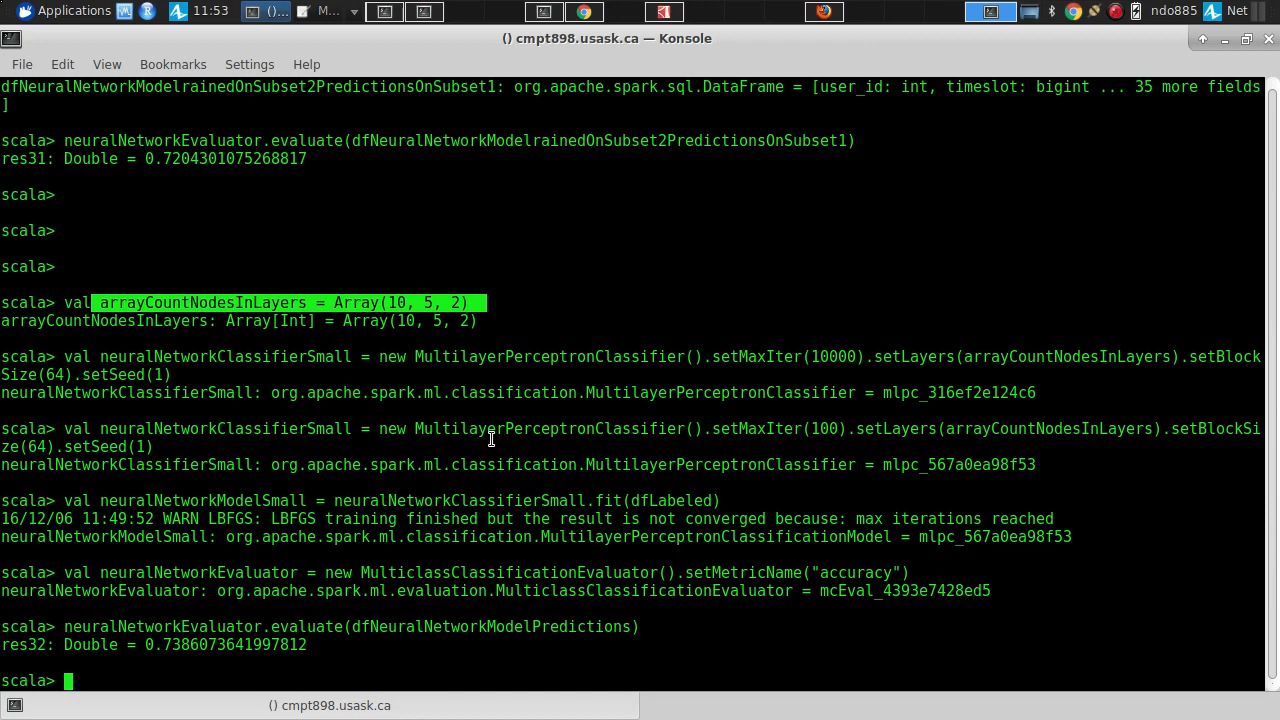 Applications 11:53 ()... M... ndo885 Net
() cmpt898.usask.ca — Konsole
File Edit View Bookmarks Settings Help
dfNeuralNetworkModelrainedOnSubset2PredictionsOnSubset1: org.apache.spark.sql.DataFrame = [user_id: int, timeslot: bigint ... 35 more fields
]
scala> neuralNetworkEvaluator.evaluate(dfNeuralNetworkModelrainedOnSubset2PredictionsOnSubset1)
res31: Double = 0.7204301075268817
scala>
scala>
scala>
scala> val arrayCountNodesInLayers = Array(10, 5, 2)
arrayCountNodesInLayers: Array[Int] = Array(10, 5, 2)
scala> val neuralNetworkClassifierSmall = new MultilayerPerceptronClassifier().setMaxIter(10000).setLayers(arrayCountNodesInLayers).setBlock
Size(64).setSeed(1)
neuralNetworkClassifierSmall: org.apache.spark.ml.classification.MultilayerPerceptronClassifier = mlpc_316ef2e124c6
scala> val neuralNetworkClassifierSmall = new MultilayerPerceptronClassifier().setMaxIter(100).setLayers(arrayCountNodesInLayers).setBlockSi
ze(64).setSeed(1)
neuralNetworkClassifierSmall: org.apache.spark.ml.classification.MultilayerPerceptronClassifier = mlpc_567a0ea98f53
scala> val neuralNetworkModelSmall = neuralNetworkClassifierSmall.fit(dfLabeled)
16/12/06 11:49:52 WARN LBFGS: LBFGS training finished but the result is not converged because: max iterations reached
neuralNetworkModelSmall: org.apache.spark.ml.classification.MultilayerPerceptronClassificationModel = mlpc_567a0ea98f53
scala> val neuralNetworkEvaluator = new MulticlassClassificationEvaluator().setMetricName("accuracy")
neuralNetworkEvaluator: org.apache.spark.ml.evaluation.MulticlassClassificationEvaluator = mcEval_4393e7428ed5
scala> neuralNetworkEvaluator.evaluate(dfNeuralNetworkModelPredictions)
res32: Double = 0.7386073641997812
scala>
() cmpt898.usask.ca